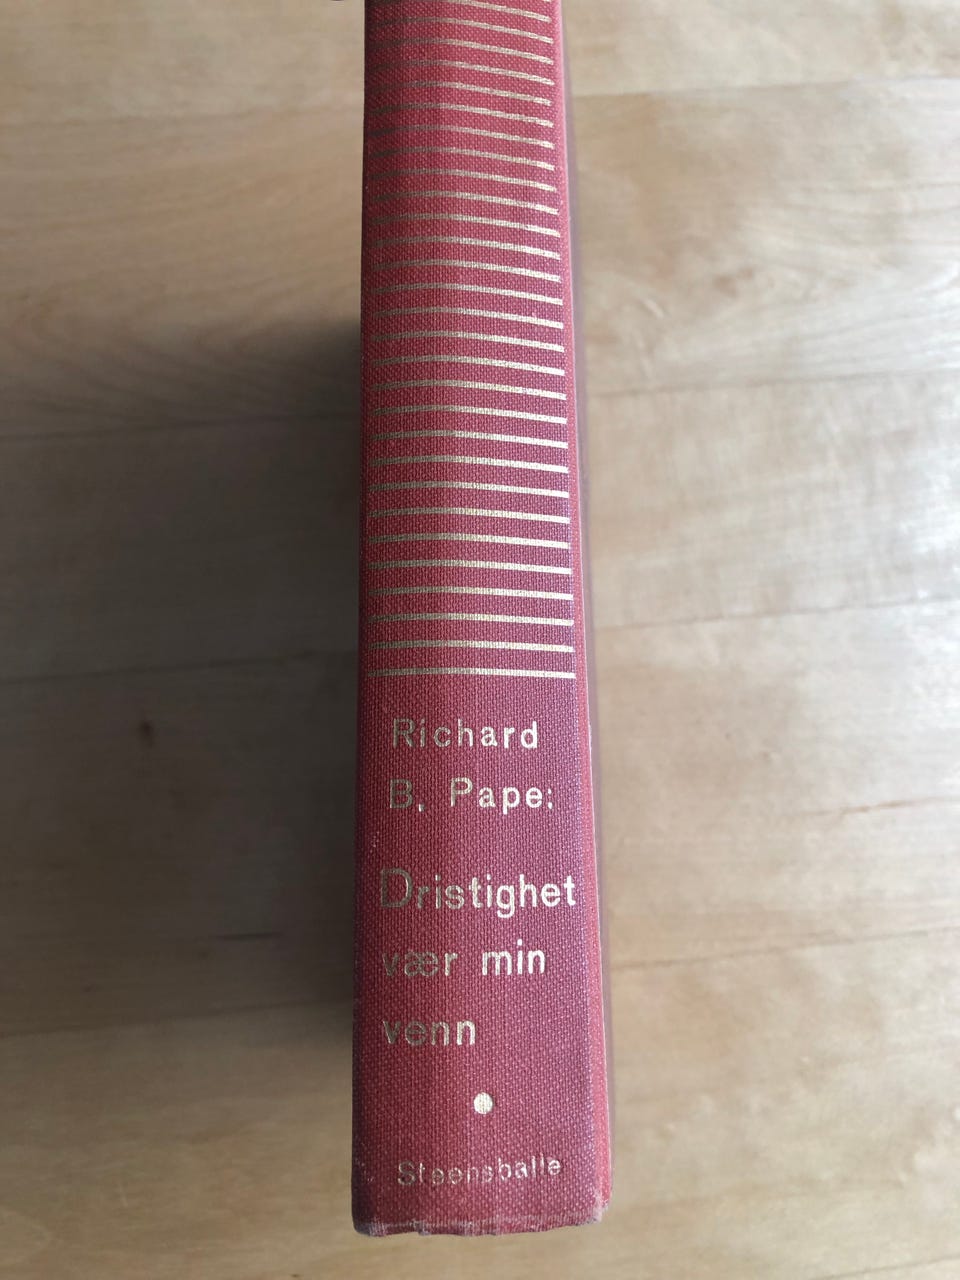 Richard
B. Pape:
Dristighet
vær min
venn
Steensballe